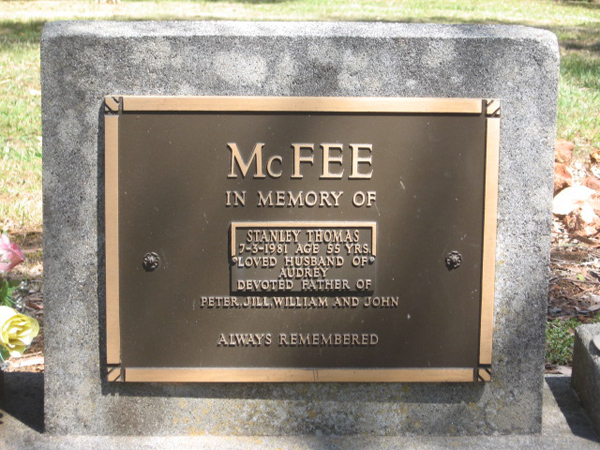 McFEE
IN MEMORY OF
STANLEY THOMAS
7-3-1981 AGE 55 YRS.
LOVED HUSBAND OF
AUDREY
DEVOTED FATHER OF
PETER, JILL, WILLIAM AND JOHN
ALWAYS REMEMBERED